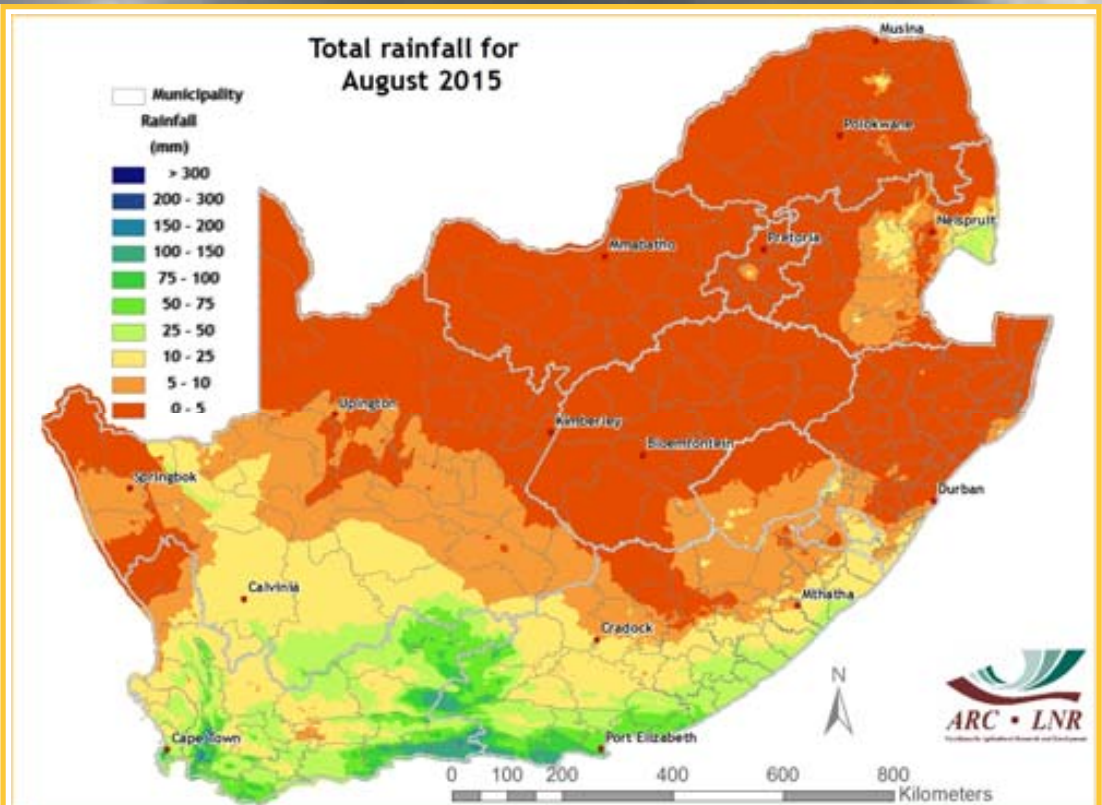 Total rainfall for
August 2015
Municipality
Rainfall
(mm)
> 300
200 - 300
150 - 200
100 - 150
75 - 100
50 - 75
25 - 50
10 - 25
5 - 10
0 - 5
Musina
Polokwane
Nelspruit
Pretoria
Mmabatho
Upington
Kimberley
Bloemfontein
Springbok
Durban
Calvinia
Mthatha
Cradock
Cape Town
Port Elizabeth
N
ARC • LNR
0 100 200 400 600 800
Kilometers